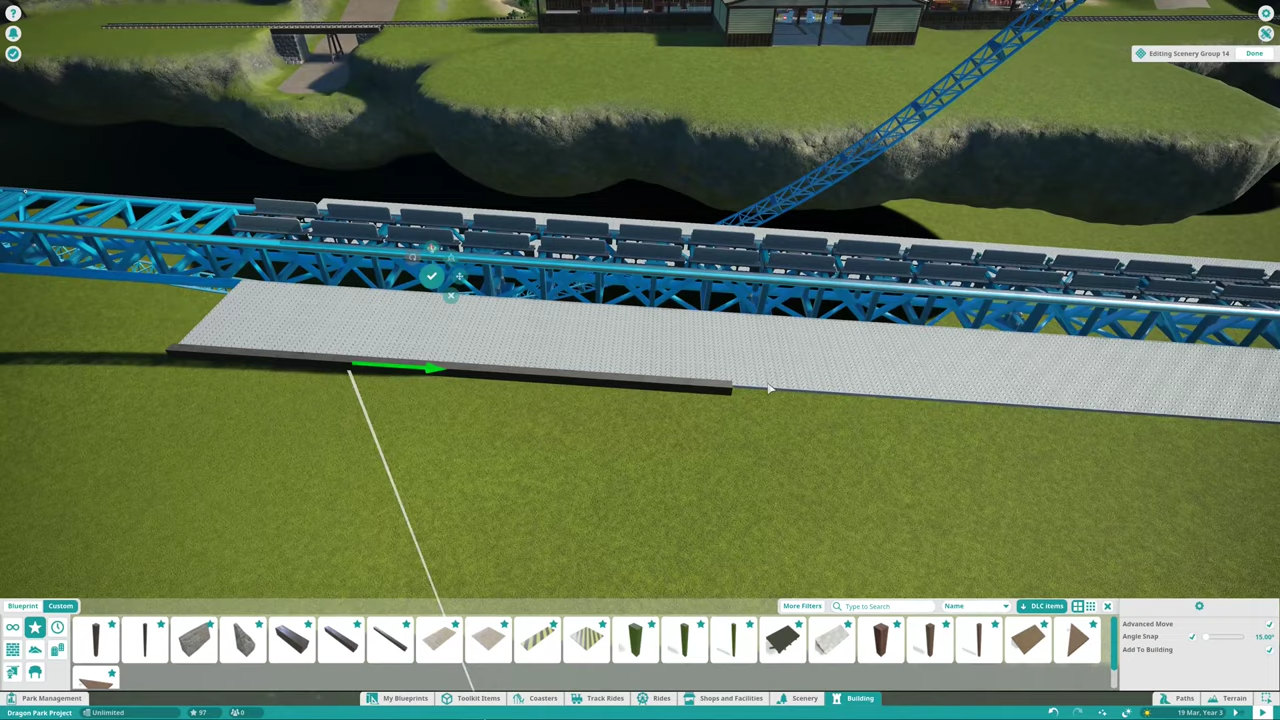 ?
Editing Scenery Group 14 Done
Blueprint Custom
More Filters Type to Search Name DLC items
Advanced Move
Angle Snap 15.00°
Add To Building
Park Management My Blueprints Toolkit Items Coasters Track Rides Rides Shops and Facilities Scenery Building Paths Terrain
Dragon Park Project Unlimited 97 0 19 Mar, Year 3